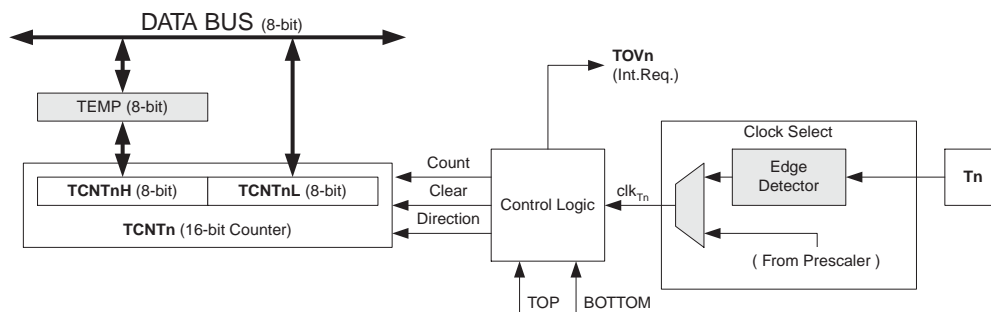 DATA BUS (8-bit)
TOVn
(Int.Req.)
TEMP (8-bit)
Clock Select
Count
Edge
Detector
Tn
TCNTnH (8-bit)
TCNTnL (8-bit)
Clear
Control Logic
clkTn
TCNTn (16-bit Counter)
Direction
( From Prescaler )
TOP
BOTTOM